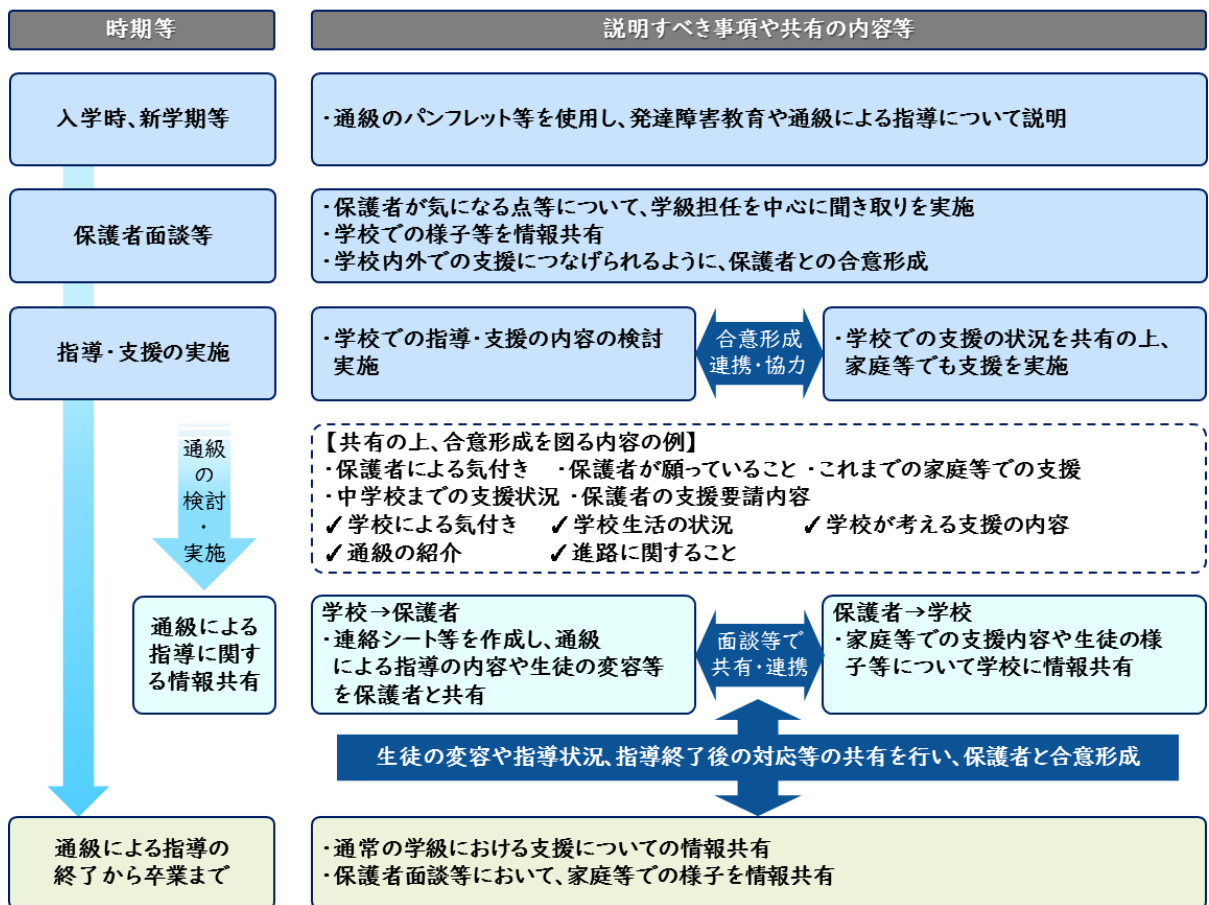 時期等
説明すべき事項や共有の内容等
入学時、新学期等
・通級のパンフレット等を使用し、発達障害教育や通級による指導について説明
保護者面談等
・保護者が気になる点等について、学級担任を中心に聞き取りを実施
・学校での様子等を情報共有
・学校内外での支援につなげられるように、保護者との合意形成
指導・支援の実施
・学校での指導・支援の内容の検討
実施
合意形成
連携・協力
・学校での支援の状況を共有の上、
家庭等でも支援を実施
通級
の
検討
・
実施
【共有の上、合意形成を図る内容の例】
・保護者による気付き ・保護者が願っていること ・これまでの家庭等での支援
・中学校までの支援状況 ・保護者の支援要請内容
✓学校による気付き ✓学校生活の状況 ✓学校が考える支援の内容
✓通級の紹介 ✓進路に関すること
通級による
指導に関す
る情報共有
学校→保護者
・連絡シート等を作成し、通級
による指導の内容や生徒の変容等
を保護者と共有
面談等で
共有・連携
保護者→学校
・家庭等での支援内容や生徒の様
子等について学校に情報共有
生徒の変容や指導状況、指導終了後の対応等の共有を行い、保護者と合意形成
通級による指導の
終了から卒業まで
・通常の学級における支援についての情報共有
・保護者面談等において、家庭等での様子を情報共有